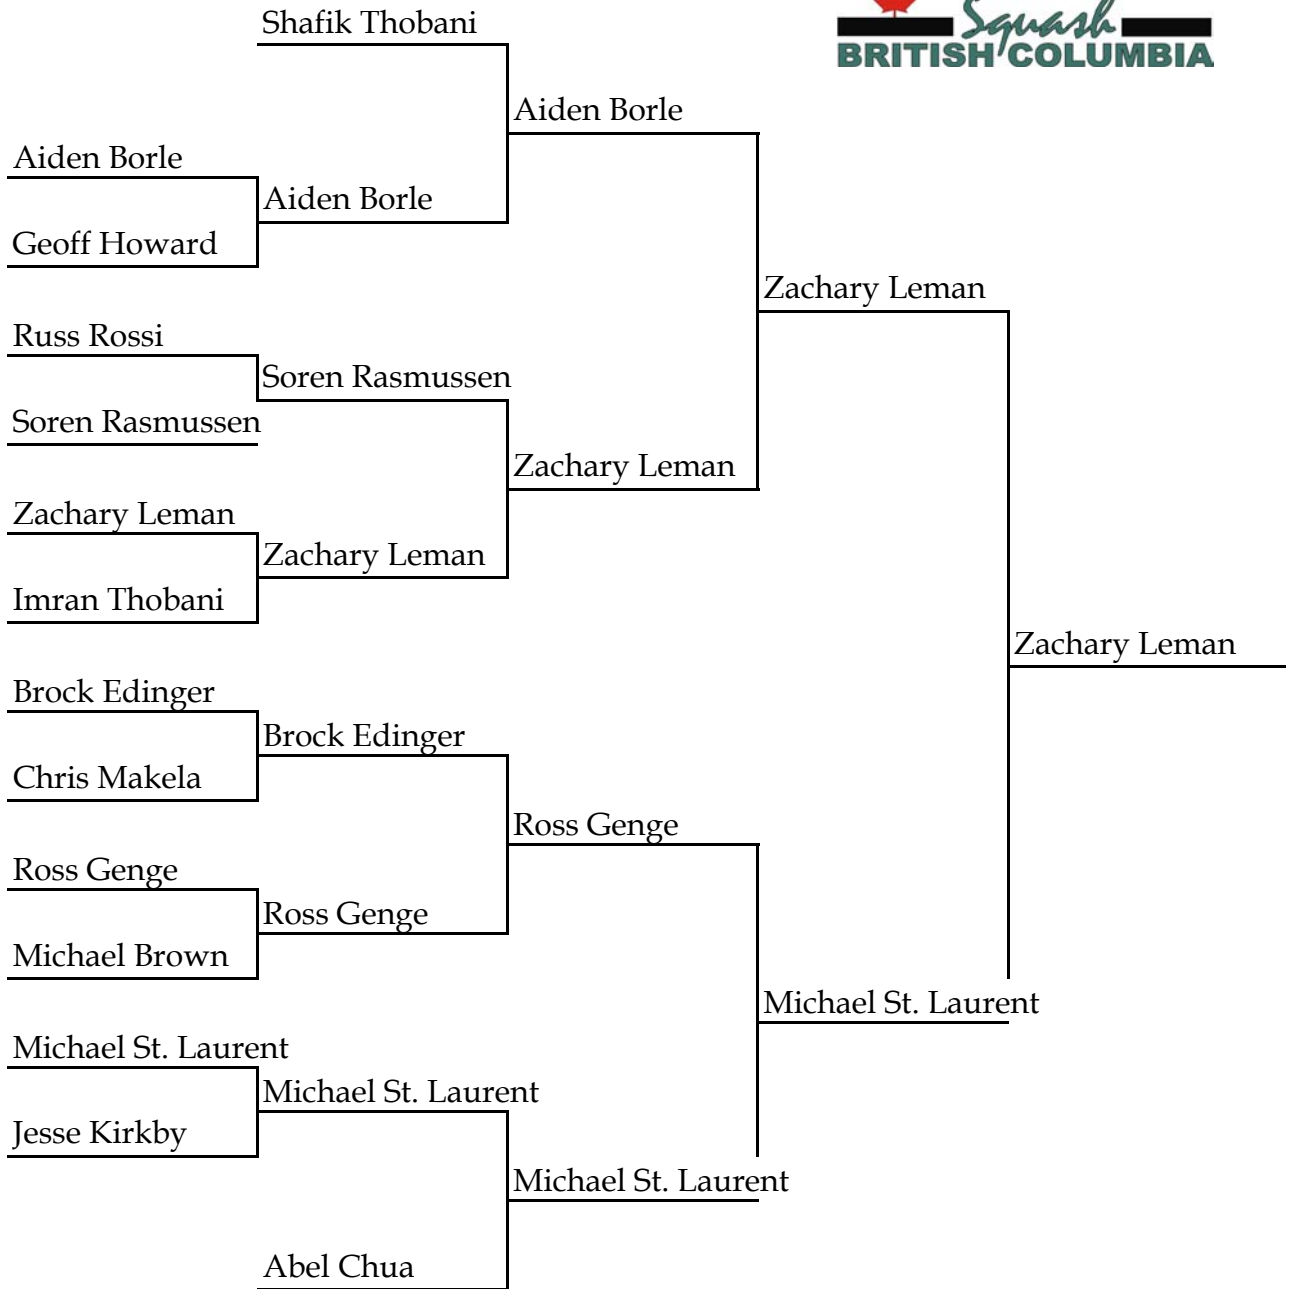 Shafik Thobani
Squash
BRITISH COLUMBIA
Aiden Borle
Aiden Borle
Aiden Borle
Geoff Howard
Zachary Leman
Russ Rossi
Soren Rasmussen
Soren Rasmussen
Zachary Leman
Zachary Leman
Zachary Leman
Imran Thobani
Zachary Leman
Brock Edinger
Brock Edinger
Chris Makela
Ross Genge
Ross Genge
Ross Genge
Michael Brown
Michael St. Laurent
Michael St. Laurent
Michael St. Laurent
Jesse Kirkby
Michael St. Laurent
Abel Chua